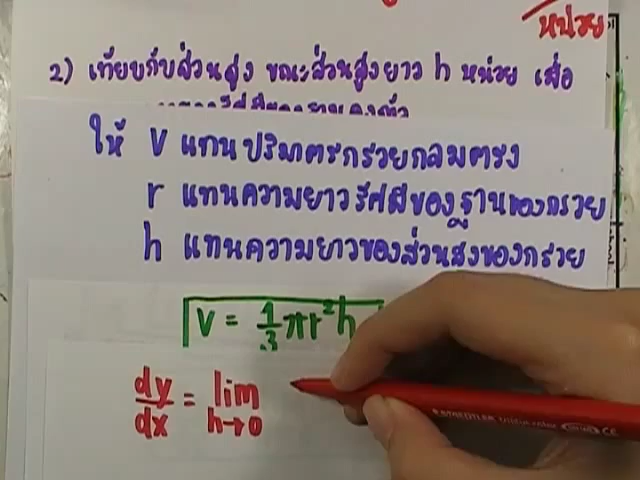 หน่วย
2) เทียบกับส่วนสูง ขณะส่วนสูงยาว h หน่วย เมื่อ
ให้ V แทนปริมาตรกรวยกลมตรง
r แทนความยาวรัศมีของฐานของกรวย
h แทนความยาวของส่วนสูงของกรวย
V = 1/3 πr²h
dy/dx = lim h→0
STAEDTLER